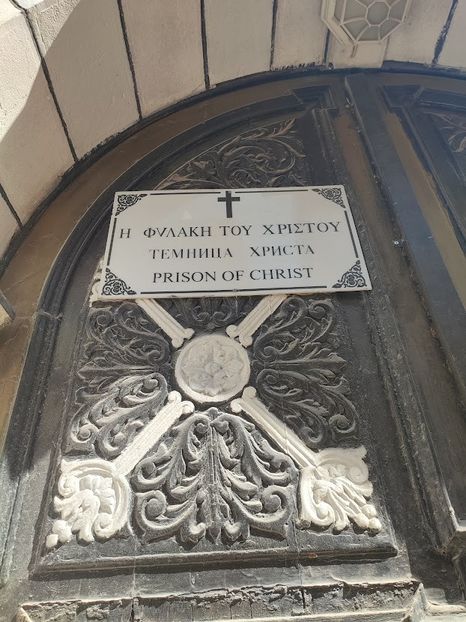 Η ΦΥΛΑΚΗ ΤΟΥ ΧΡΙΣΤΟΥ
ТЕМНИЦА ХРИСТА
PRISON OF CHRIST